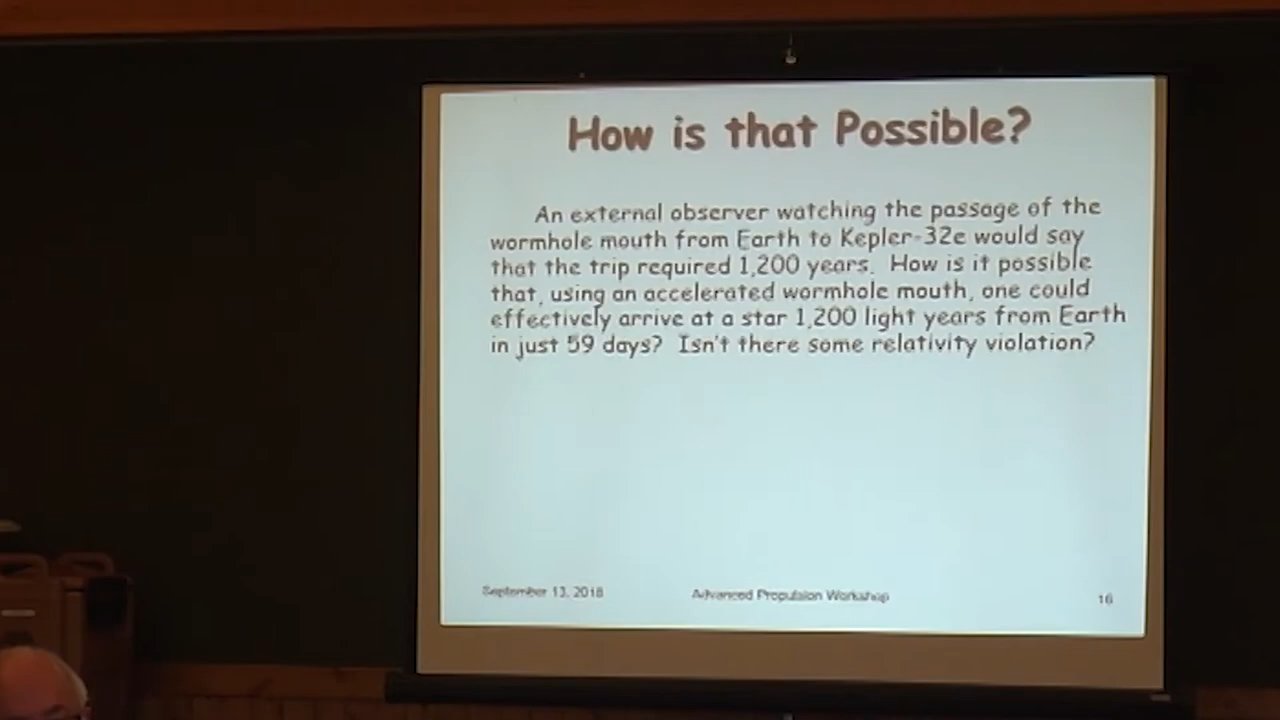 How is that Possible?
An external observer watching the passage of the
wormhole mouth from Earth to Kepler-32e would say
that the trip required 1,200 years. How is it possible
that, using an accelerated wormhole mouth, one could
effectively arrive at a star 1,200 light years from Earth
in just 59 days? Isn't there some relativity violation?
September 13, 2018
Advanced Propulsion Workshop
16